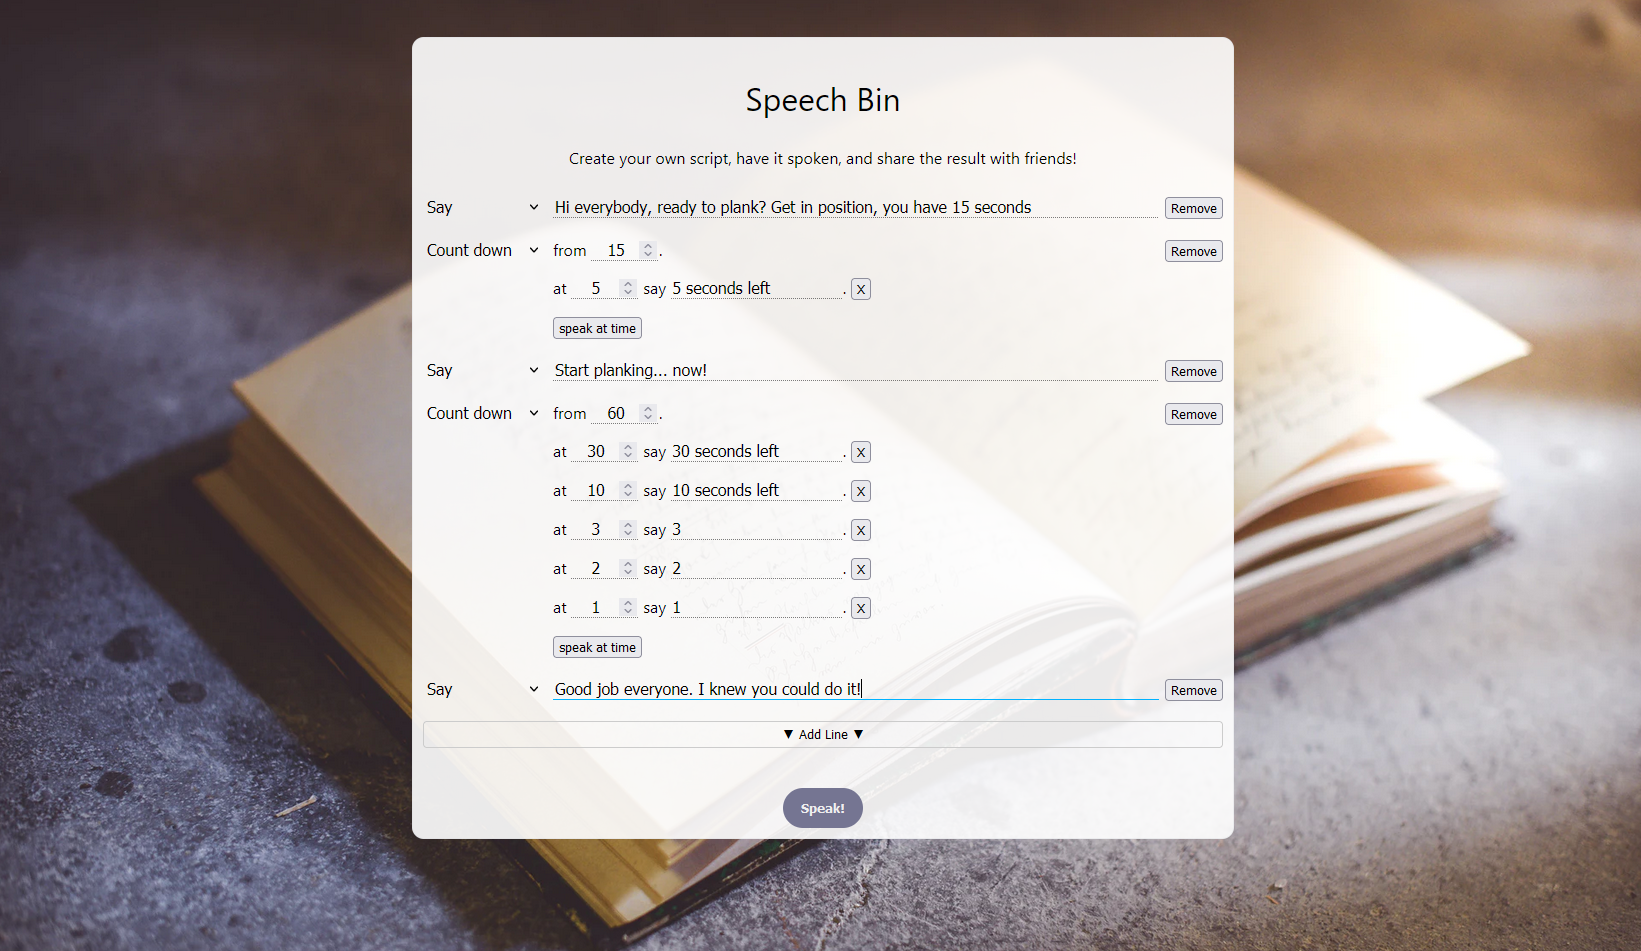 Speech Bin
Create your own script, have it spoken, and share the result with friends!
Say Hi everybody, ready to plank? Get in position, you have 15 seconds Remove
Count down from 15 . Remove
at 5 say 5 seconds left . X
speak at time
Say Start planking... now! Remove
Count down from 60 . Remove
at 30 say 30 seconds left . X
at 10 say 10 seconds left . X
at 3 say 3 . X
at 2 say 2 . X
at 1 say 1 . X
speak at time
Say Good job everyone. I knew you could do it! Remove
▼ Add Line ▼
Speak!